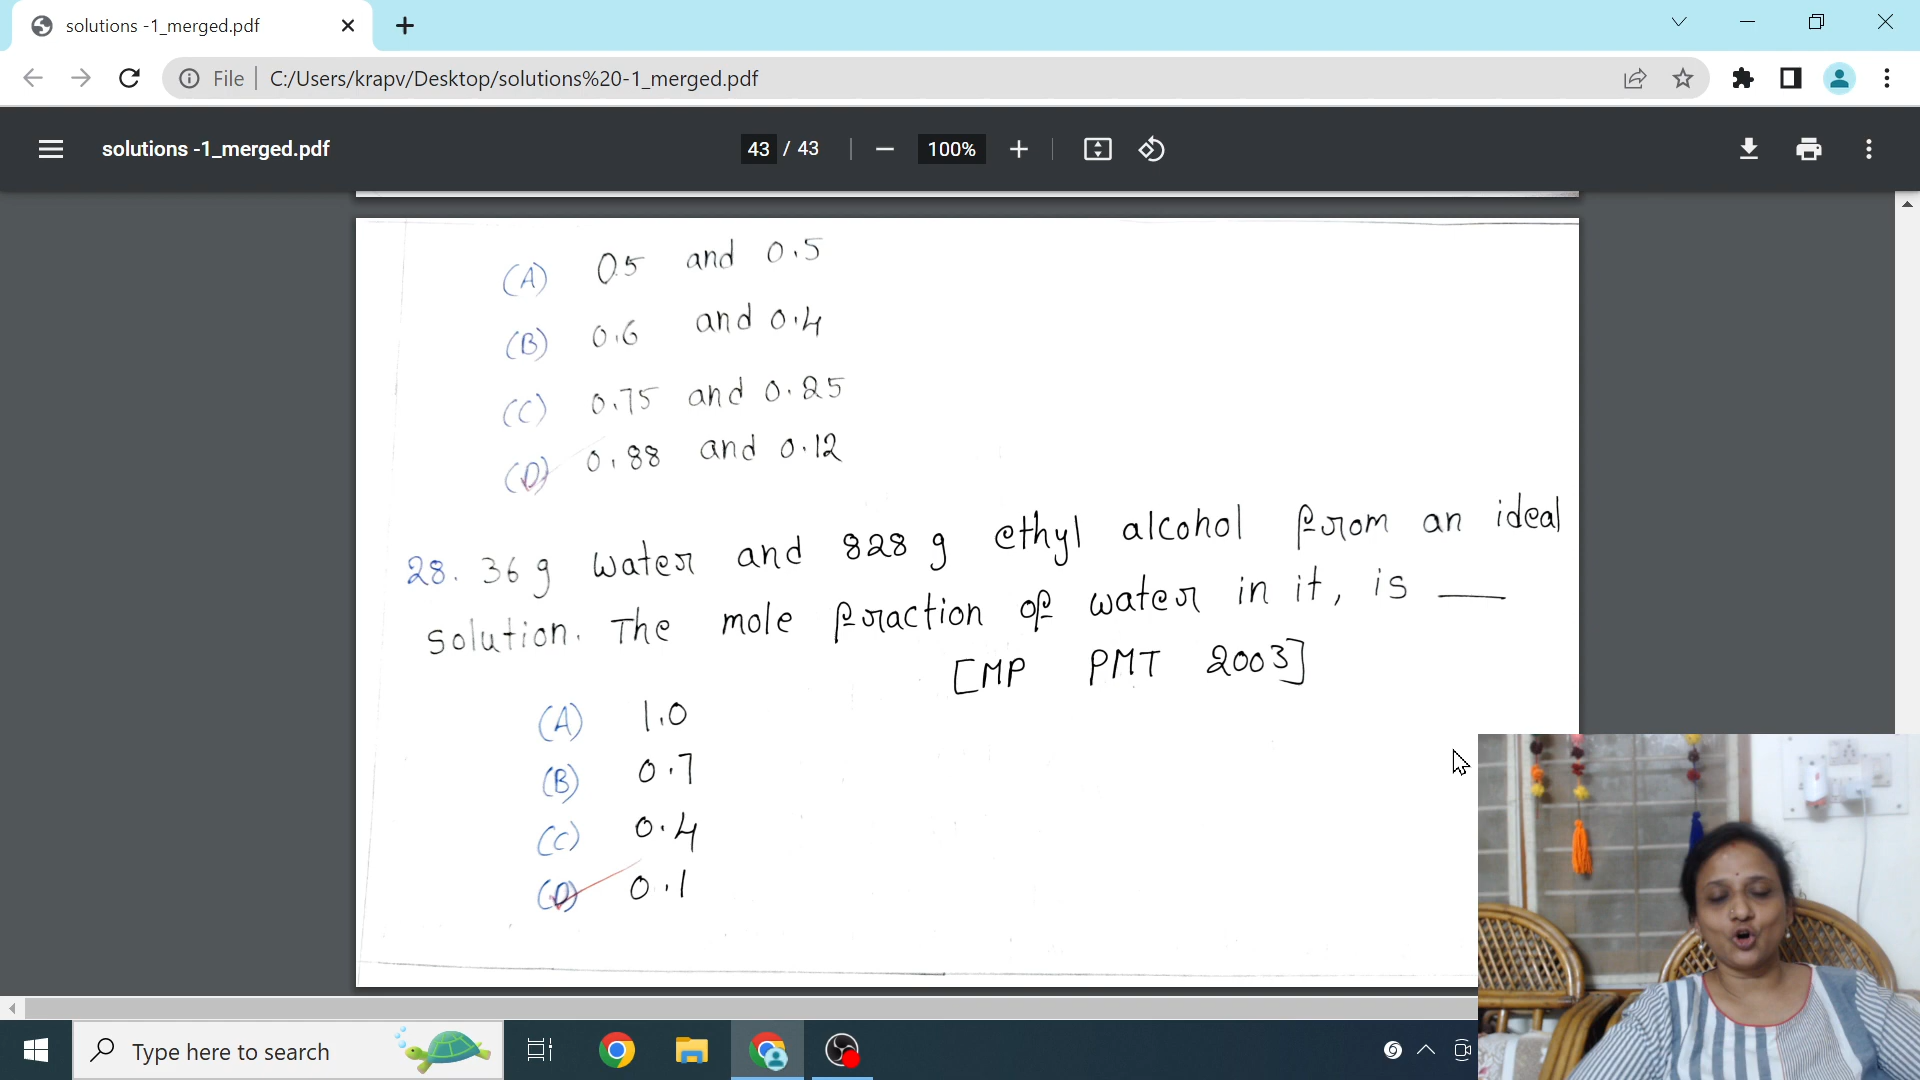 solutions -1_merged.pdf
File
C:/Users/krapv/Desktop/solutions%20-1_merged.pdf
solutions -1_merged.pdf
43 / 43
100%
(A) 0.5 and 0.5
(B) 0.6 and 0.4
(C) 0.75 and 0.25
(D) 0.88 and 0.12
28. 36 g water and 828 g ethyl alcohol from an ideal
solution. The mole fraction of water in it, is ___
[MP PMT 2003]
(A) 1.0
(B) 0.7
(C) 0.4
(D) 0.1
Type here to search